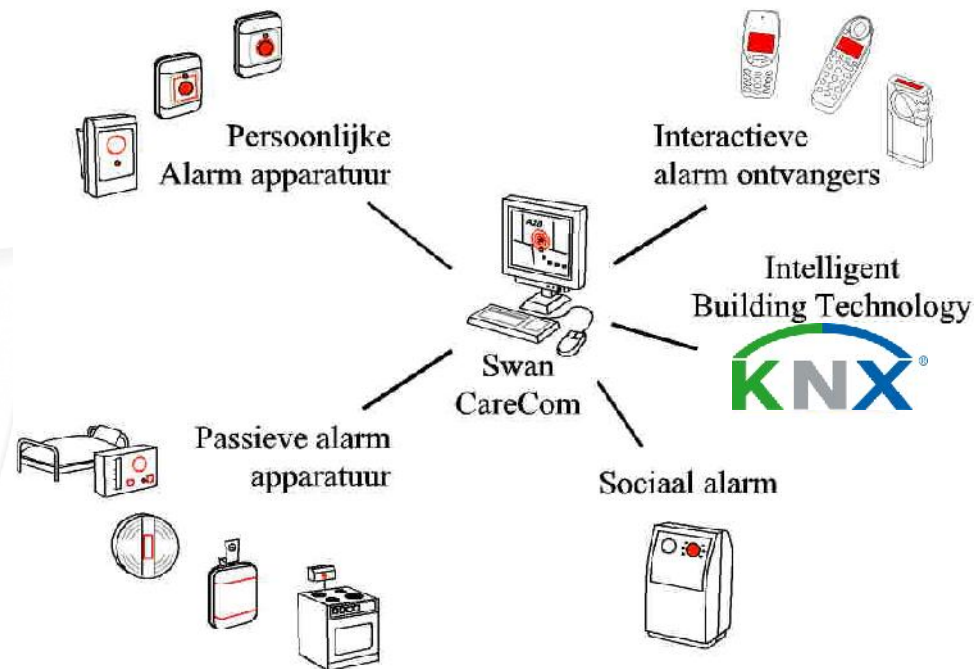 Persoonlijke
Alarm apparatuur
Interactieve
alarm ontvangers
Intelligent
Building Technology
KNX®
Swan
CareCom
Passieve alarm
apparatuur
Sociaal alarm